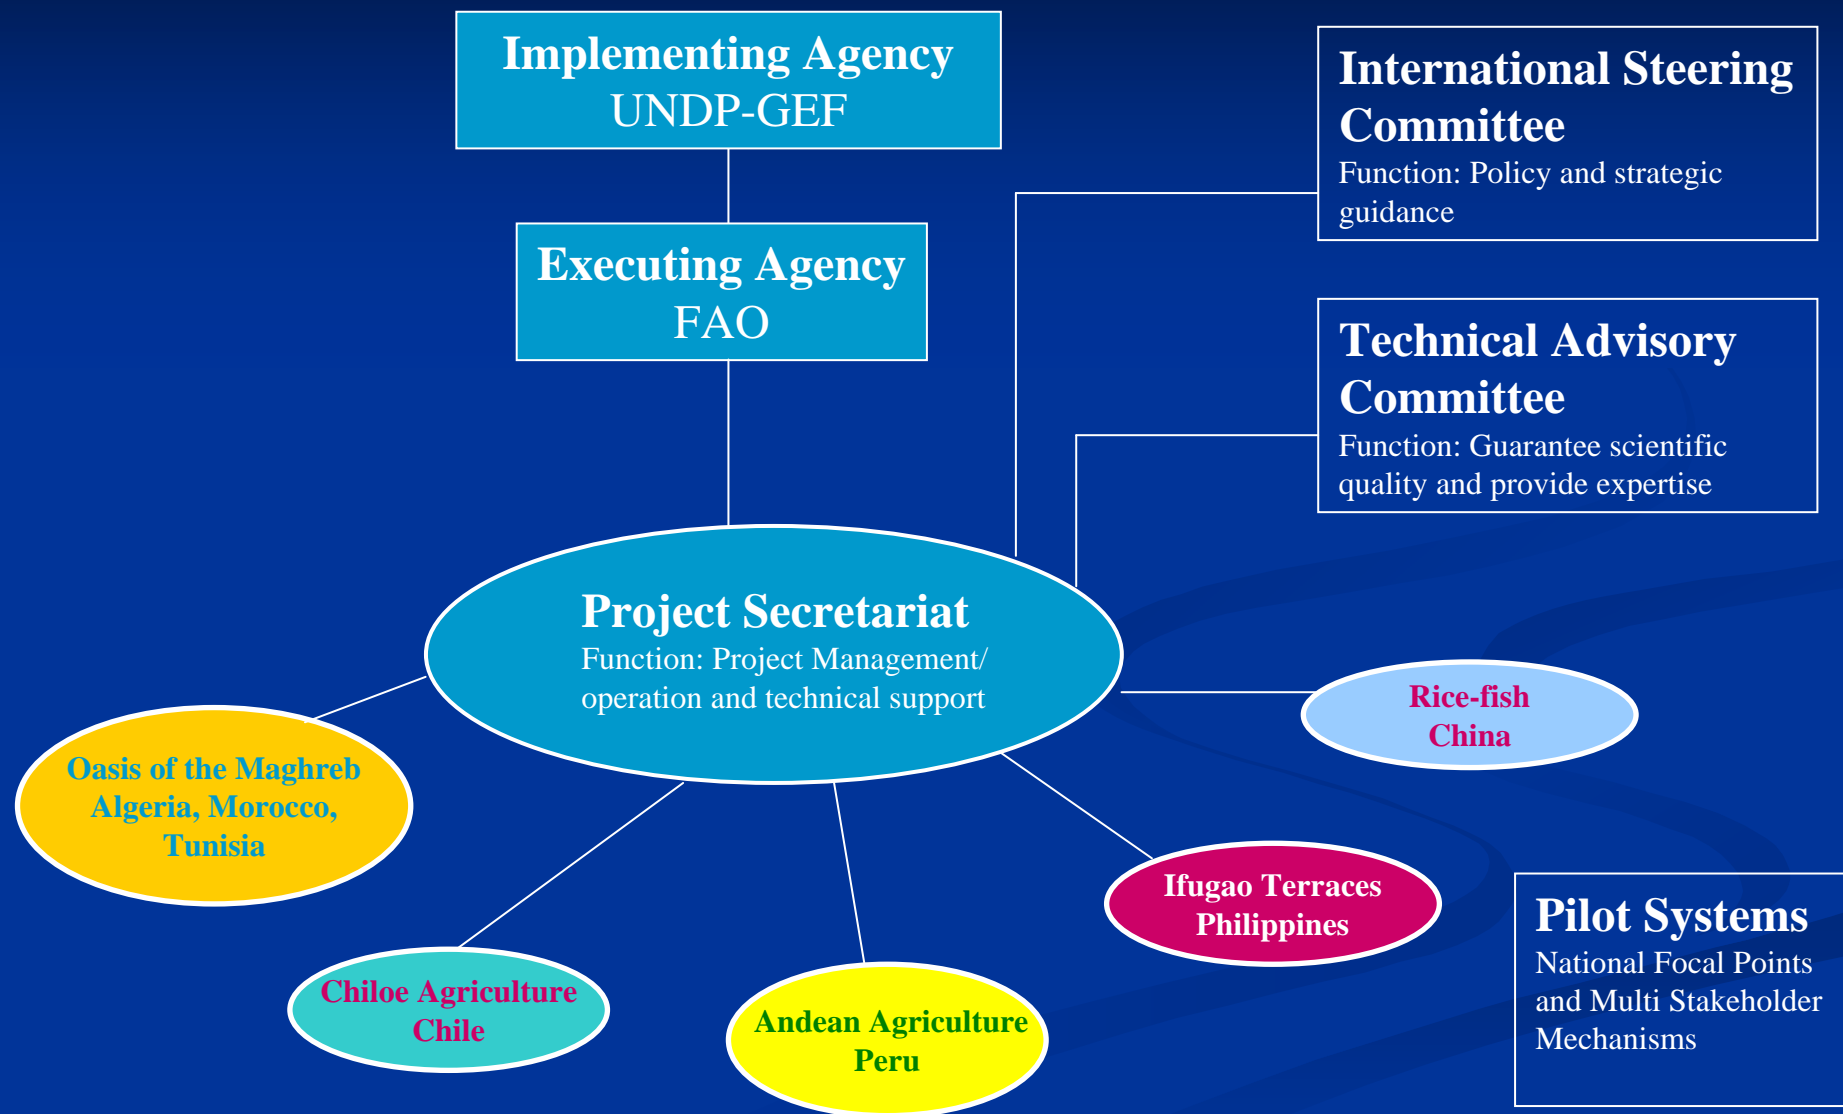 Implementing Agency
UNDP-GEF
International Steering
Committee
Function: Policy and strategic
guidance
Executing Agency
FAO
Technical Advisory
Committee
Function: Guarantee scientific
quality and provide expertise
Project Secretariat
Function: Project Management/
operation and technical support
Rice-fish
China
Oasis of the Maghreb
Algeria, Morocco,
Tunisia
Ifugao Terraces
Philippines
Chiloe Agriculture
Chile
Andean Agriculture
Peru
Pilot Systems
National Focal Points
and Multi Stakeholder
Mechanisms